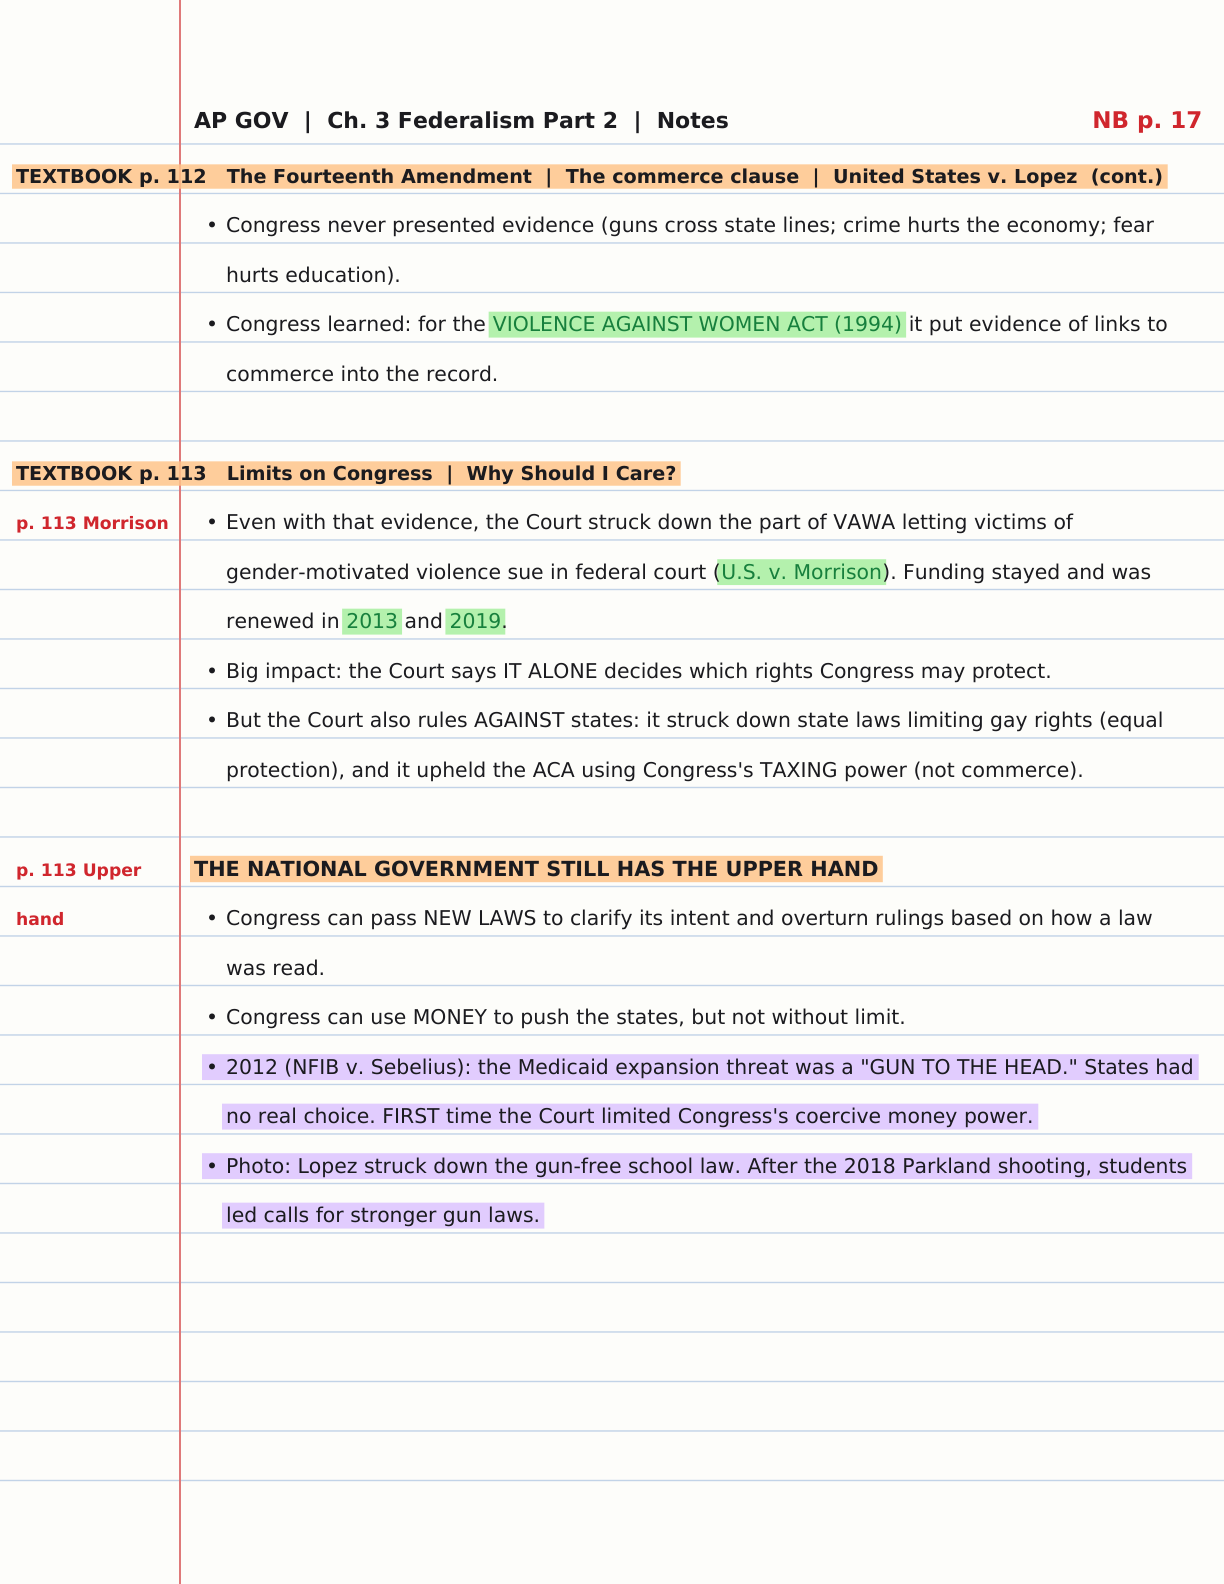 AP GOV | Ch. 3 Federalism Part 2 | Notes NB p. 17
TEXTBOOK p. 112 The Fourteenth Amendment | The commerce clause | United States v. Lopez (cont.)
• Congress never presented evidence (guns cross state lines; crime hurts the economy; fear
hurts education).
• Congress learned: for the VIOLENCE AGAINST WOMEN ACT (1994) it put evidence of links to
commerce into the record.
TEXTBOOK p. 113 Limits on Congress | Why Should I Care?
p. 113 Morrison • Even with that evidence, the Court struck down the part of VAWA letting victims of
gender-motivated violence sue in federal court (U.S. v. Morrison). Funding stayed and was
renewed in 2013 and 2019.
• Big impact: the Court says IT ALONE decides which rights Congress may protect.
• But the Court also rules AGAINST states: it struck down state laws limiting gay rights (equal
protection), and it upheld the ACA using Congress's TAXING power (not commerce).
p. 113 Upper THE NATIONAL GOVERNMENT STILL HAS THE UPPER HAND
hand • Congress can pass NEW LAWS to clarify its intent and overturn rulings based on how a law
was read.
• Congress can use MONEY to push the states, but not without limit.
• 2012 (NFIB v. Sebelius): the Medicaid expansion threat was a "GUN TO THE HEAD." States had
no real choice. FIRST time the Court limited Congress's coercive money power.
• Photo: Lopez struck down the gun-free school law. After the 2018 Parkland shooting, students
led calls for stronger gun laws.